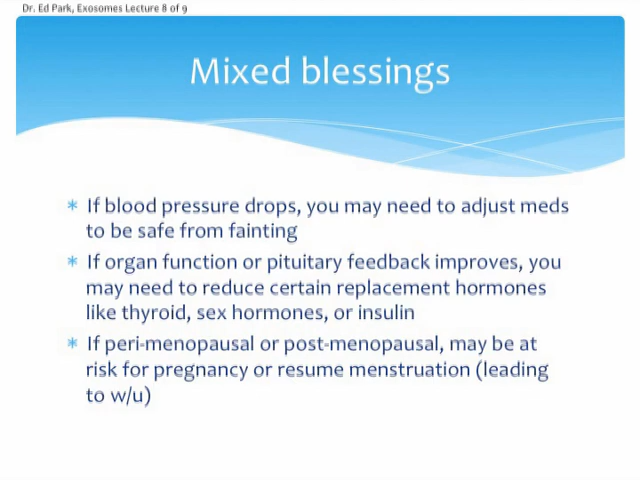 Dr. Ed Park, Exosomes Lecture 8 of 9
Mixed blessings
* If blood pressure drops, you may need to adjust meds
to be safe from fainting
* If organ function or pituitary feedback improves, you
may need to reduce certain replacement hormones
like thyroid, sex hormones, or insulin
* If peri-menopausal or post-menopausal, may be at
risk for pregnancy or resume menstruation (leading
to w/u)